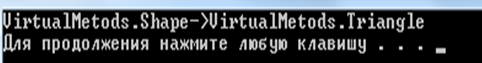 VirtualMetods.Shape->VirtualMetods.Triangle
Для продолжения нажмите любую клавишу . . . _